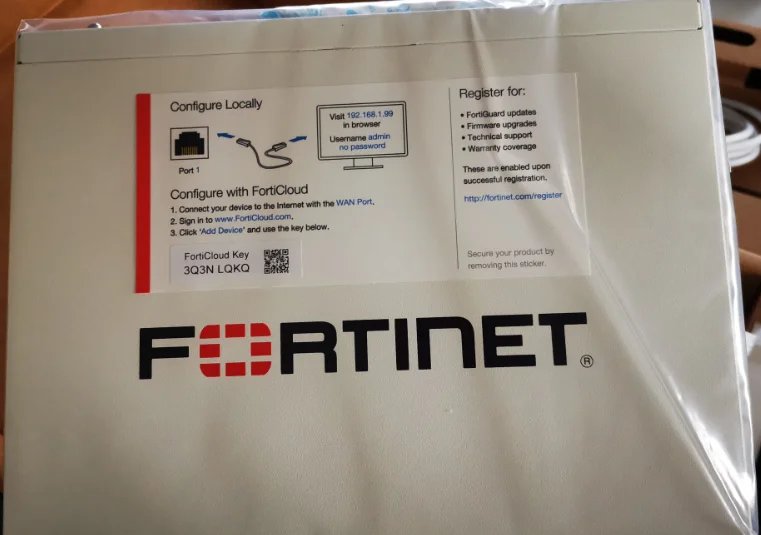 Configure Locally
Port 1
Visit 192.168.1.99
in browser
Username admin
no password
Configure with FortiCloud
1. Connect your device to the Internet with the WAN Port.
2. Sign in to www.FortiCloud.com.
3. Click 'Add Device' and use the key below.
FortiCloud Key
3Q3N LQKQ
Register for:
• FortiGuard updates
• Firmware upgrades
• Technical support
• Warranty coverage
These are enabled upon
successful registration.
http://fortinet.com/register
Secure your product by
removing this sticker.
FORTINET®